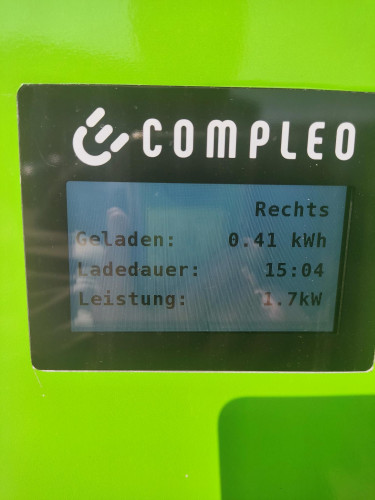 COMPLEO
Rechts
Geladen: 0.41 kWh
Ladedauer: 15:04
Leistung: 1.7kW